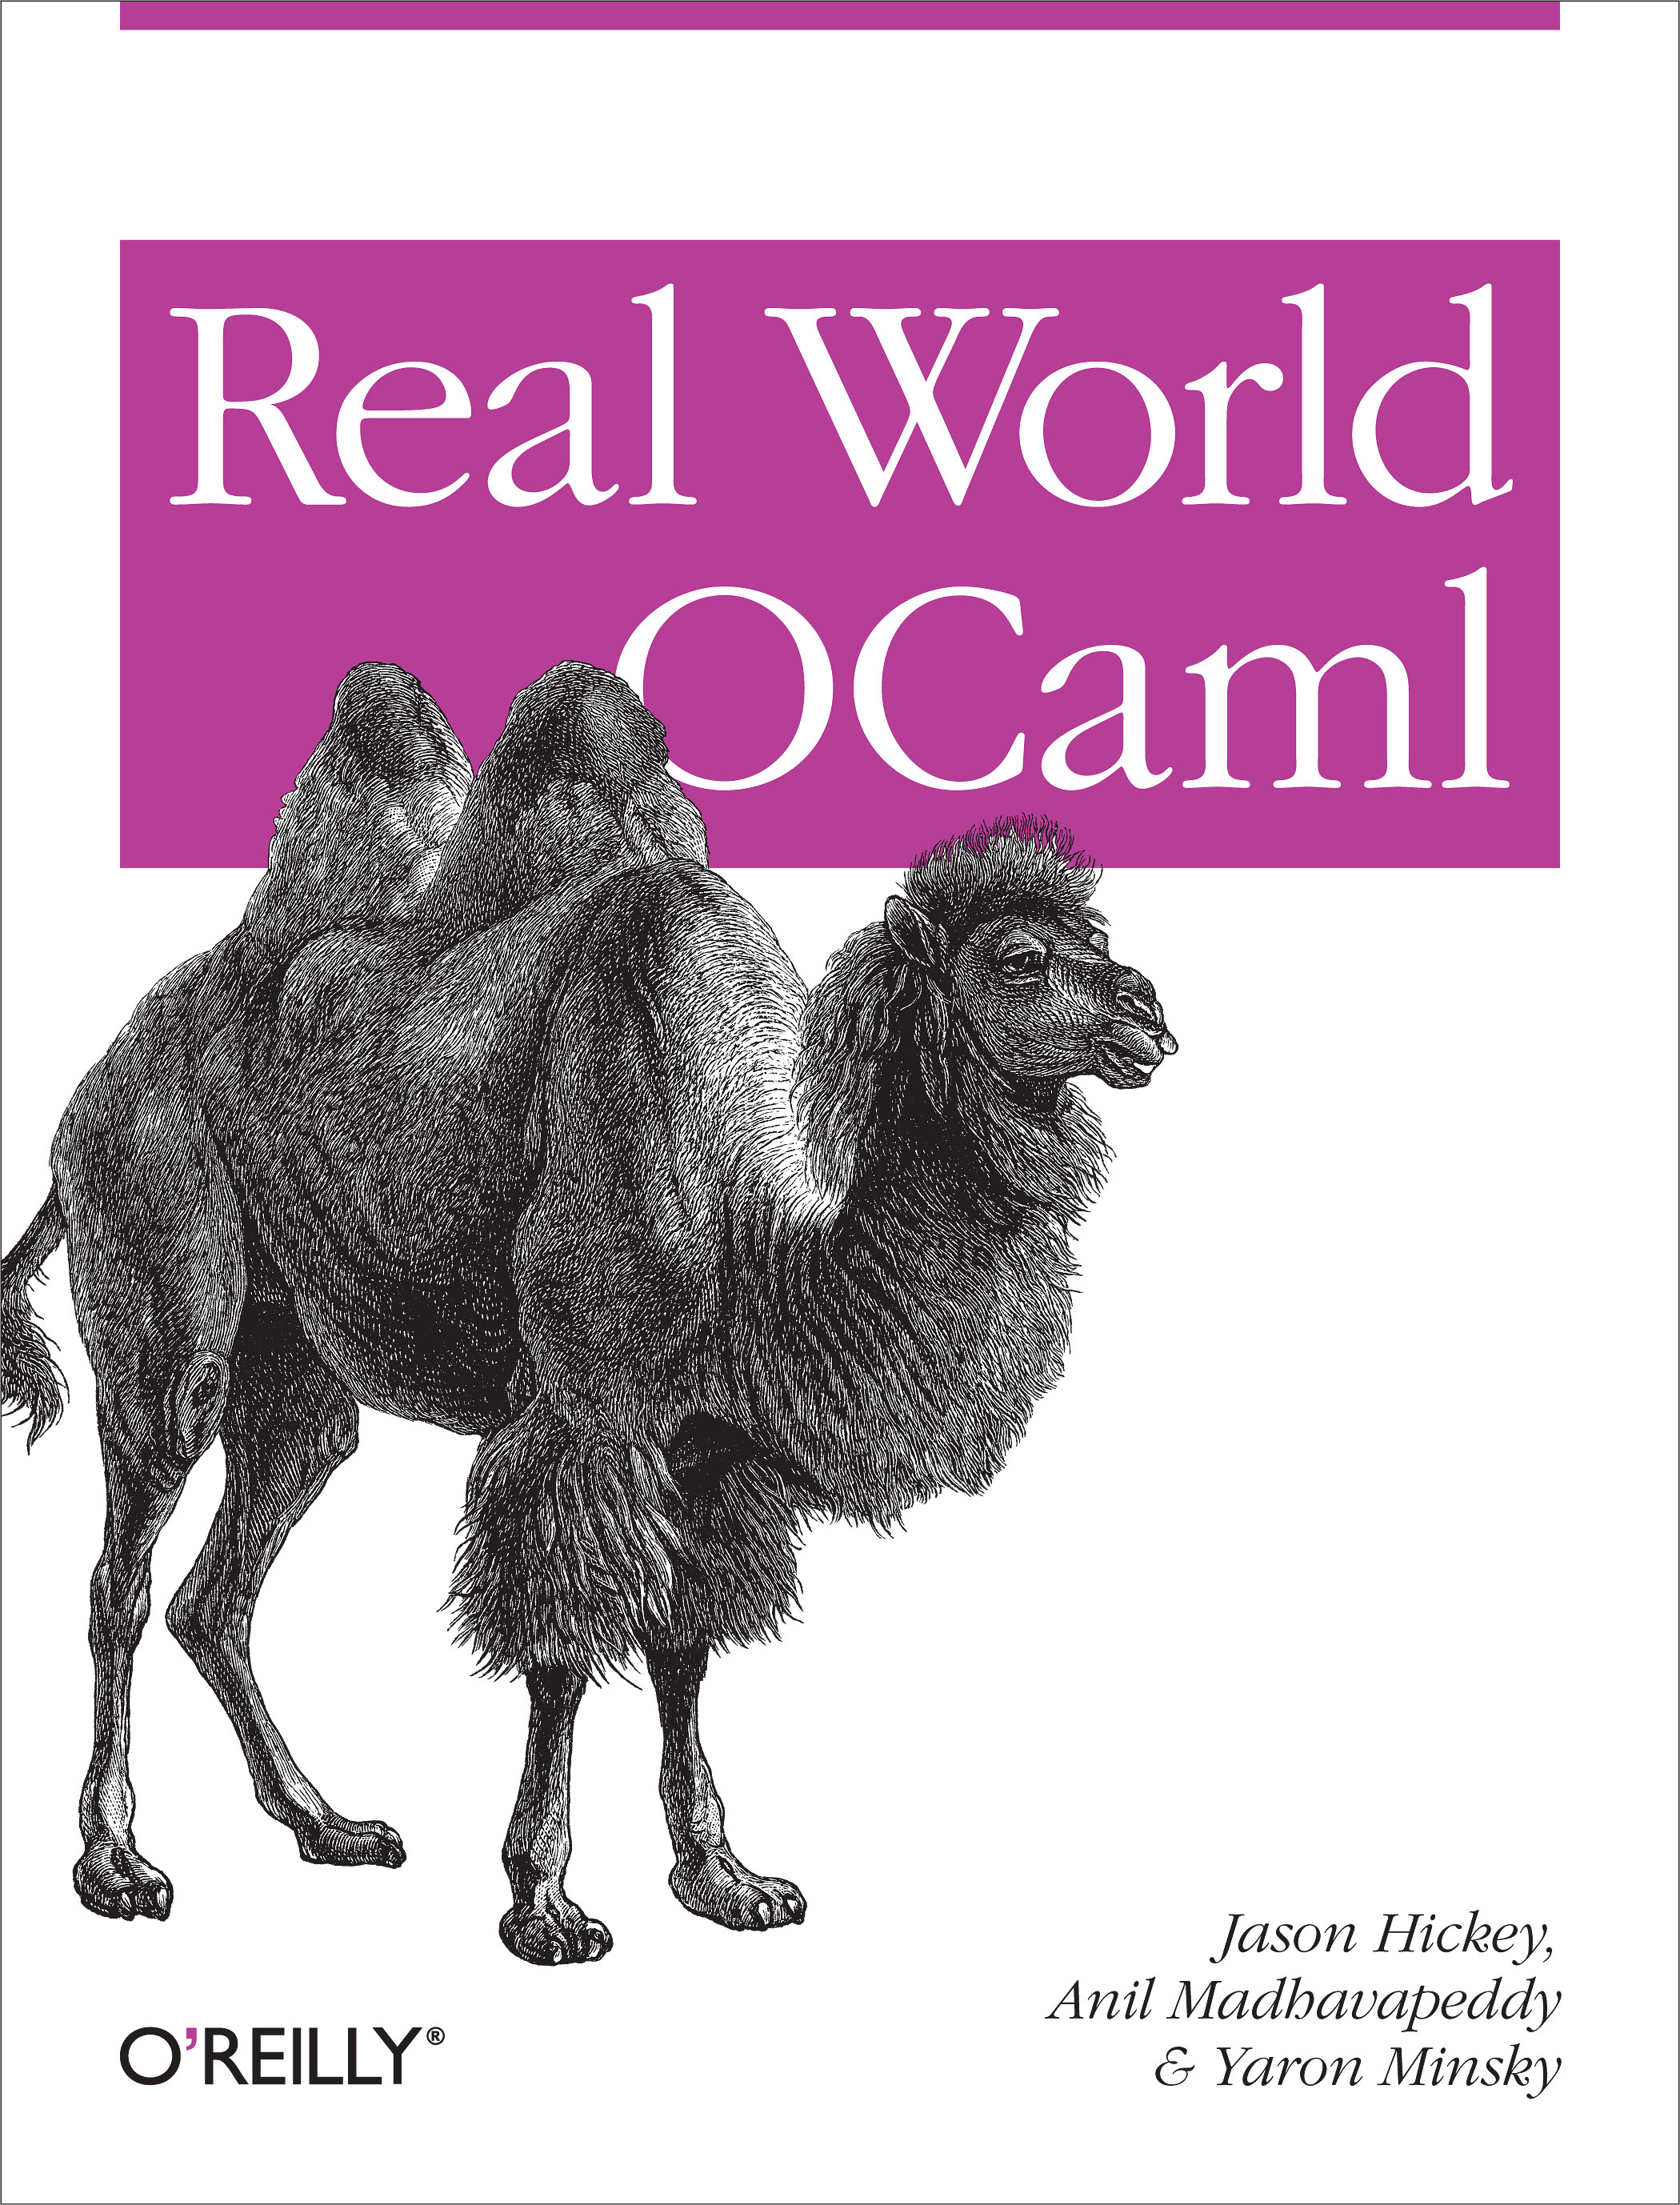 Real World
OCaml
Jason Hickey,
Anil Madhavapeddy
& Yaron Minsky
O'REILLY®